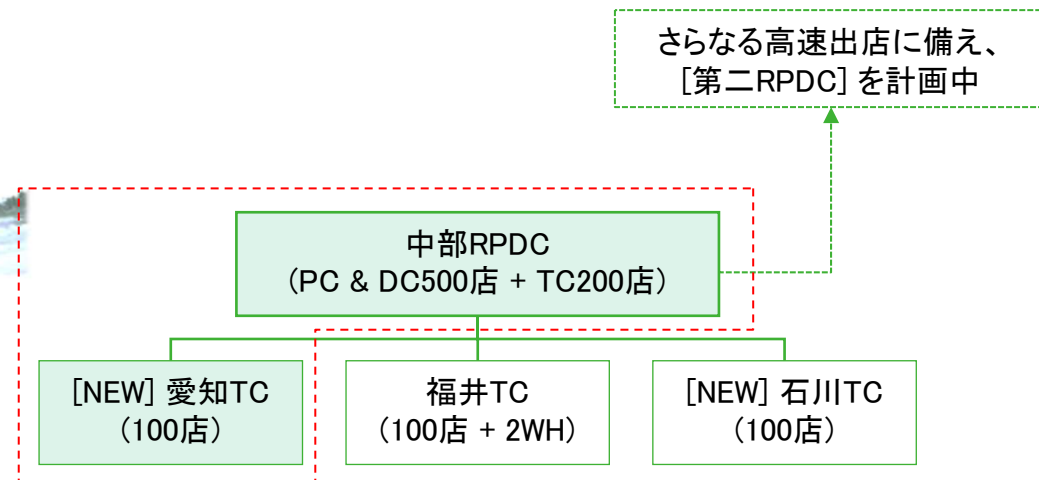 さらなる高速出店に備え、
[第二RPDC] を計画中
中部RPDC
(PC & DC500店 + TC200店)
[NEW] 愛知TC
(100店)
福井TC
(100店 + 2WH)
[NEW] 石川TC
(100店)